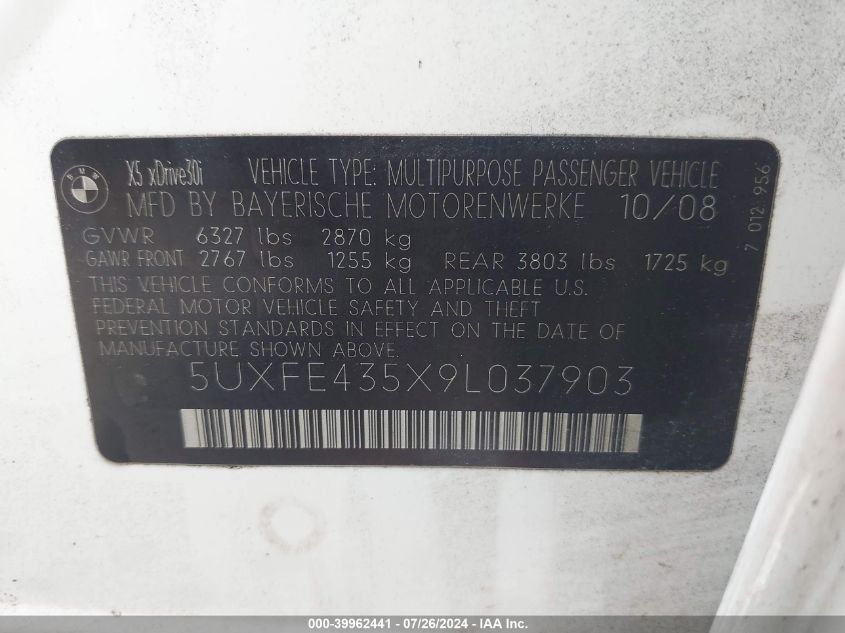 BMW
X5 xDrive30i VEHICLE TYPE: MULTIPURPOSE PASSENGER VEHICLE
MFD BY BAYERISCHE MOTORENWERKE 10/08
GVWR 6327 lbs 2870 kg
GAWR FRONT 2767 lbs 1255 kg REAR 3803 lbs 1725 kg
THIS VEHICLE CONFORMS TO ALL APPLICABLE U.S.
FEDERAL MOTOR VEHICLE SAFETY AND THEFT
PREVENTION STANDARDS IN EFFECT ON THE DATE OF
MANUFACTURE SHOWN ABOVE.
5UXFE435X9L037903
7 012 956
000-39962441 - 07/26/2024 - IAA Inc.